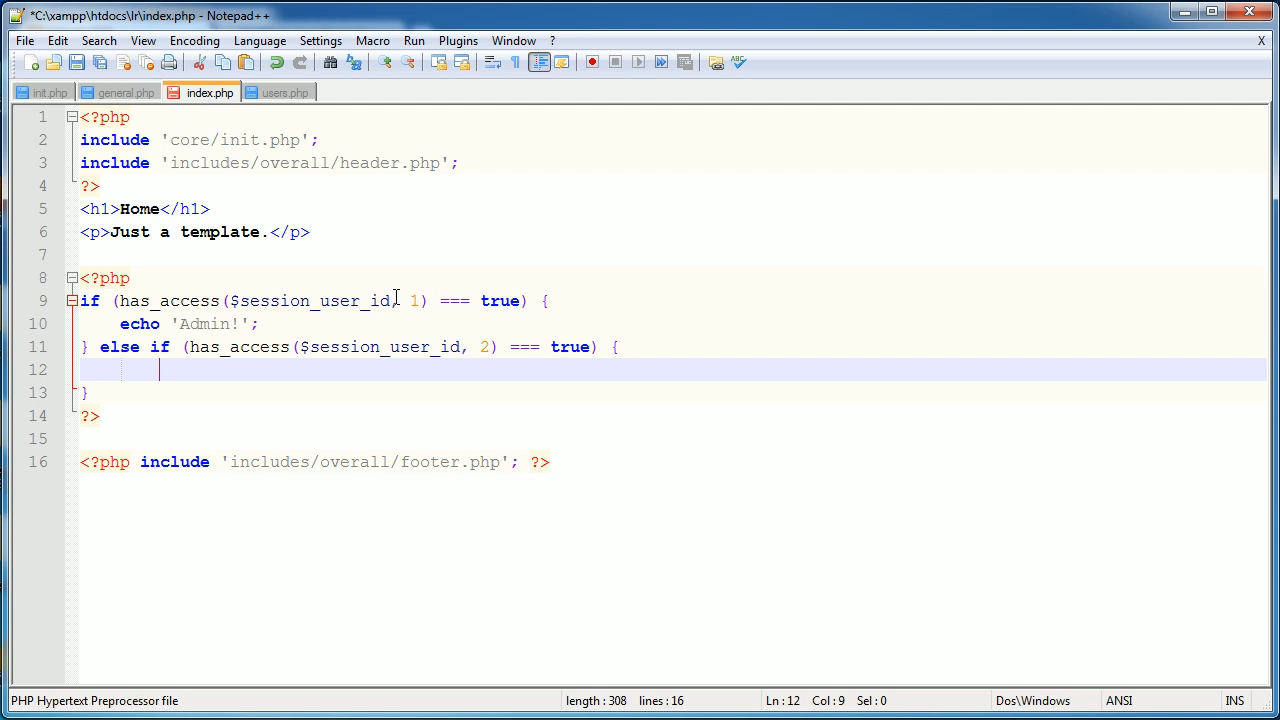 *C:\xampp\htdocs\lr\index.php - Notepad++
File Edit Search View Encoding Language Settings Macro Run Plugins Window ? X
init.php general.php index.php users.php
1 <?php
2 include 'core/init.php';
3 include 'includes/overall/header.php';
4 ?>
5 <h1>Home</h1>
6 <p>Just a template.</p>
7
8 <?php
9 if (has_access($session_user_id, 1) === true) {
10 echo 'Admin!';
11 } else if (has_access($session_user_id, 2) === true) {
12
13 }
14 ?>
15
16 <?php include 'includes/overall/footer.php'; ?>
PHP Hypertext Preprocessor file length : 308 lines : 16 Ln : 12 Col : 9 Sel : 0 Dos\Windows ANSI INS